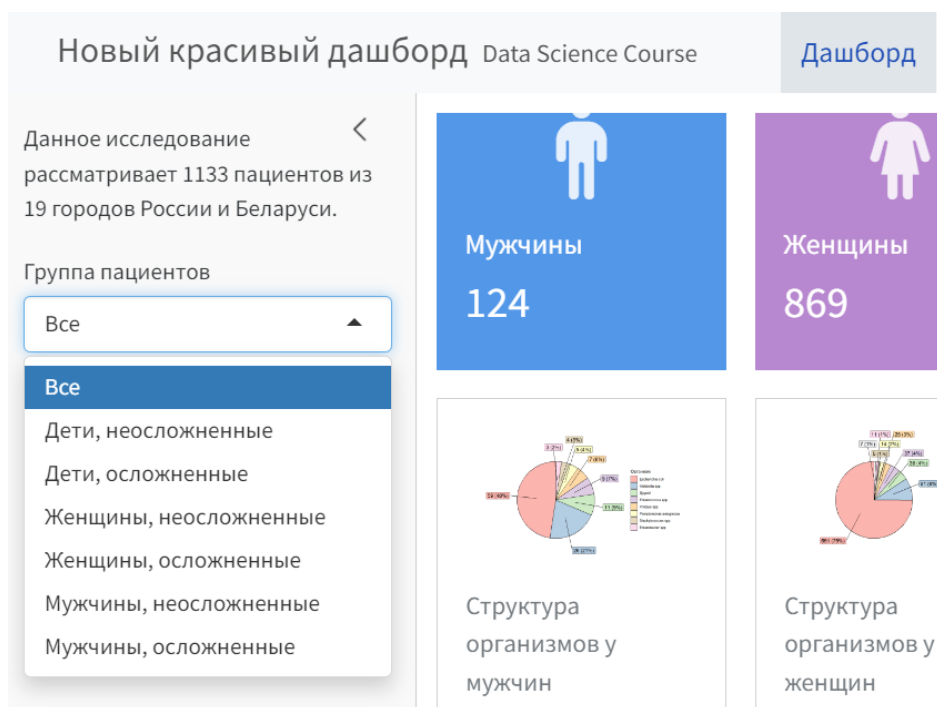 Новый красивый дашборд Data Science Course
Дашборд
Данное исследование
рассматривает 1133 пациентов из
19 городов России и Беларуси.
Группа пациентов
Все
Все
Дети, неосложненные
Дети, осложненные
Женщины, неосложненные
Женщины, осложненные
Мужчины, неосложненные
Мужчины, осложненные
Мужчины
124
Женщины
869
Структура
организмов у
мужчин
Структура
организмов у
женщин